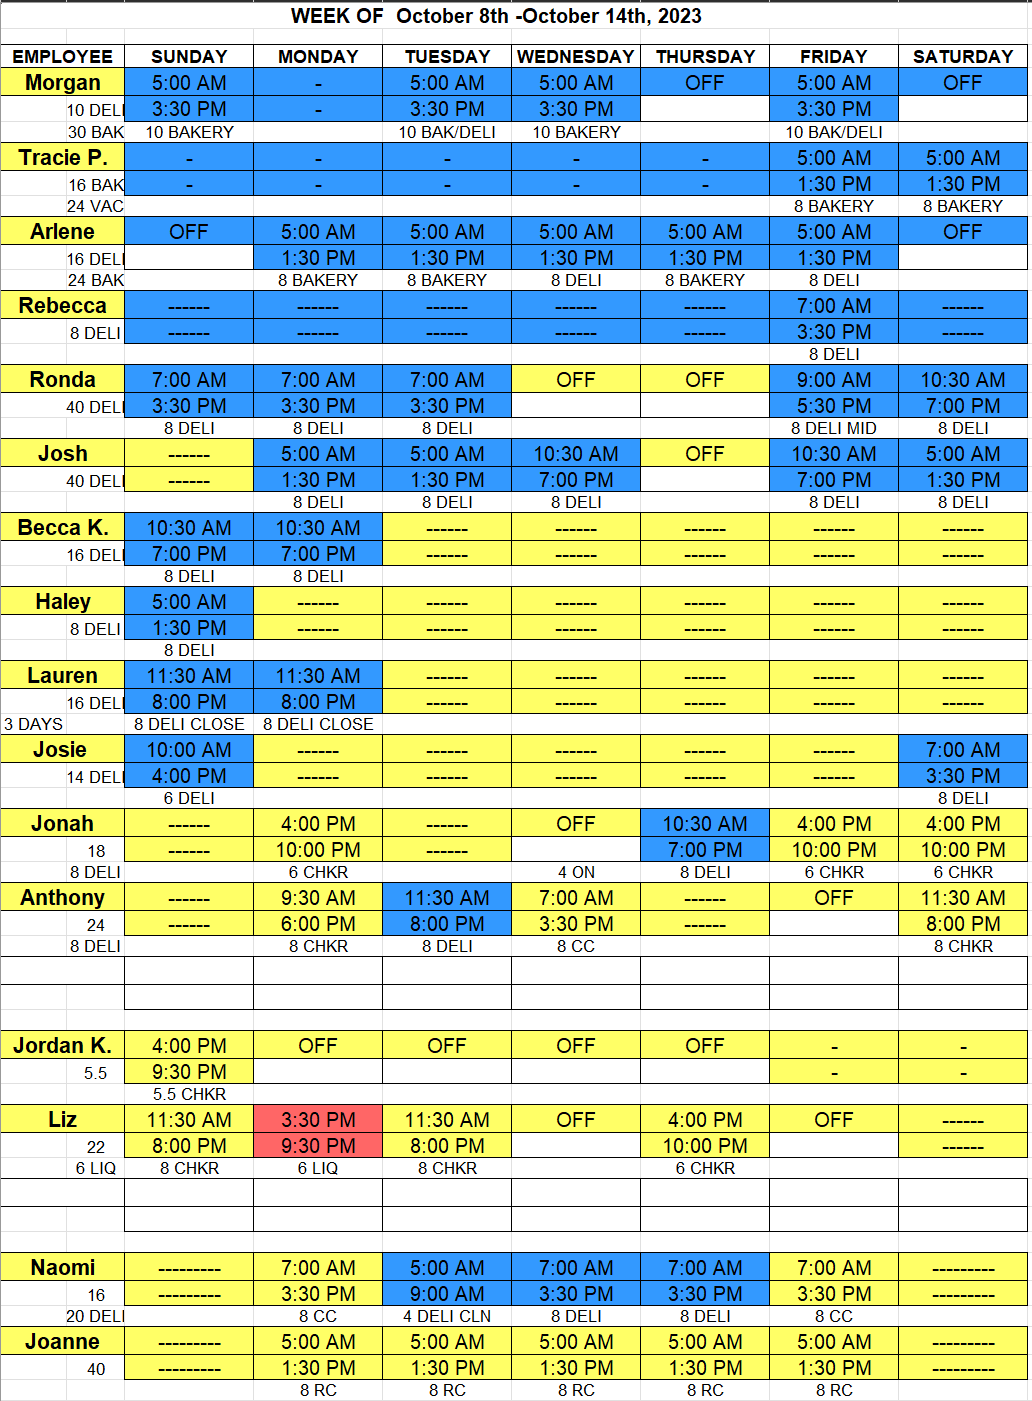 WEEK OF  October 8th -October 14th, 2023
EMPLOYEE SUNDAY MONDAY TUESDAY WEDNESDAY THURSDAY FRIDAY SATURDAY
Morgan 5:00 AM - 5:00 AM 5:00 AM OFF 5:00 AM OFF
10 DELI 3:30 PM - 3:30 PM 3:30 PM 3:30 PM
30 BAK 10 BAKERY 10 BAK/DELI 10 BAKERY 10 BAK/DELI
Tracie P. - - - - - 5:00 AM 5:00 AM
16 BAK - - - - - 1:30 PM 1:30 PM
24 VAC 8 BAKERY 8 BAKERY
Arlene OFF 5:00 AM 5:00 AM 5:00 AM 5:00 AM 5:00 AM OFF
16 DELI 1:30 PM 1:30 PM 1:30 PM 1:30 PM 1:30 PM
24 BAK 8 BAKERY 8 BAKERY 8 DELI 8 BAKERY 8 DELI
Rebecca ------ ------ ------ ------ ------ 7:00 AM ------
8 DELI ------ ------ ------ ------ ------ 3:30 PM ------
8 DELI
Ronda 7:00 AM 7:00 AM 7:00 AM OFF OFF 9:00 AM 10:30 AM
40 DELI 3:30 PM 3:30 PM 3:30 PM 5:30 PM 7:00 PM
8 DELI 8 DELI 8 DELI 8 DELI MID 8 DELI
Josh ------ 5:00 AM 5:00 AM 10:30 AM OFF 10:30 AM 5:00 AM
40 DELI ------ 1:30 PM 1:30 PM 7:00 PM 7:00 PM 1:30 PM
8 DELI 8 DELI 8 DELI 8 DELI 8 DELI
Becca K. 10:30 AM 10:30 AM ------ ------ ------ ------ ------
16 DELI 7:00 PM 7:00 PM ------ ------ ------ ------ ------
8 DELI 8 DELI
Haley 5:00 AM ------ ------ ------ ------ ------ ------
8 DELI 1:30 PM ------ ------ ------ ------ ------ ------
8 DELI
Lauren 11:30 AM 11:30 AM ------ ------ ------ ------ ------
16 DELI 8:00 PM 8:00 PM ------ ------ ------ ------ ------
3 DAYS 8 DELI CLOSE 8 DELI CLOSE
Josie 10:00 AM ------ ------ ------ ------ ------ 7:00 AM
14 DELI 4:00 PM ------ ------ ------ ------ ------ 3:30 PM
6 DELI 8 DELI
Jonah ------ 4:00 PM ------ OFF 10:30 AM 4:00 PM 4:00 PM
18 ------ 10:00 PM ------ 7:00 PM 10:00 PM 10:00 PM
8 DELI 6 CHKR 4 ON 8 DELI 6 CHKR 6 CHKR
Anthony ------ 9:30 AM 11:30 AM 7:00 AM ------ OFF 11:30 AM
24 ------ 6:00 PM 8:00 PM 3:30 PM ------ 8:00 PM
8 DELI 8 CHKR 8 DELI 8 CC 8 CHKR
Jordan K. 4:00 PM OFF OFF OFF OFF - -
5.5 9:30 PM - -
5.5 CHKR
Liz 11:30 AM 3:30 PM 11:30 AM OFF 4:00 PM OFF ------
22 8:00 PM 9:30 PM 8:00 PM 10:00 PM ------
6 LIQ 8 CHKR 6 LIQ 8 CHKR 6 CHKR
Naomi --------- 7:00 AM 5:00 AM 7:00 AM 7:00 AM 7:00 AM ---------
16 --------- 3:30 PM 9:00 AM 3:30 PM 3:30 PM 3:30 PM ---------
20 DELI 8 CC 4 DELI CLN 8 DELI 8 DELI 8 CC
Joanne --------- 5:00 AM 5:00 AM 5:00 AM 5:00 AM 5:00 AM ---------
40 --------- 1:30 PM 1:30 PM 1:30 PM 1:30 PM 1:30 PM ---------
8 RC 8 RC 8 RC 8 RC 8 RC